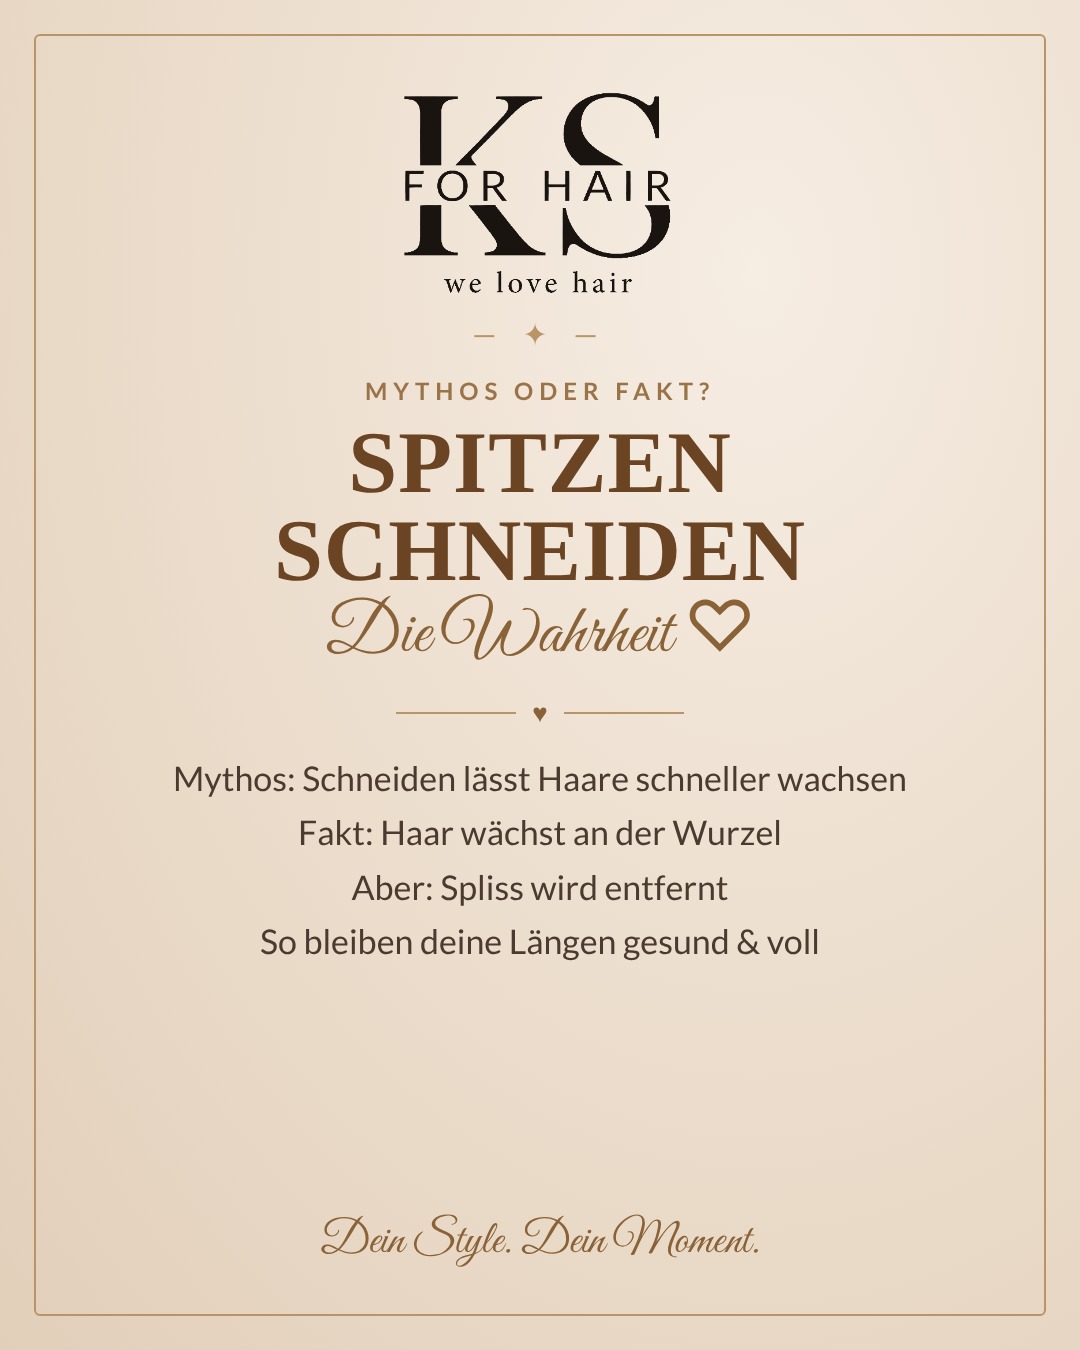 KS
FOR HAIR
we love hair
MYTHOS ODER FAKT?
SPITZEN
SCHNEIDEN
Die Wahrheit ♡
Mythos: Schneiden lässt Haare schneller wachsen
Fakt: Haar wächst an der Wurzel
Aber: Spliss wird entfernt
So bleiben deine Längen gesund & voll
Dein Style. Dein Moment.